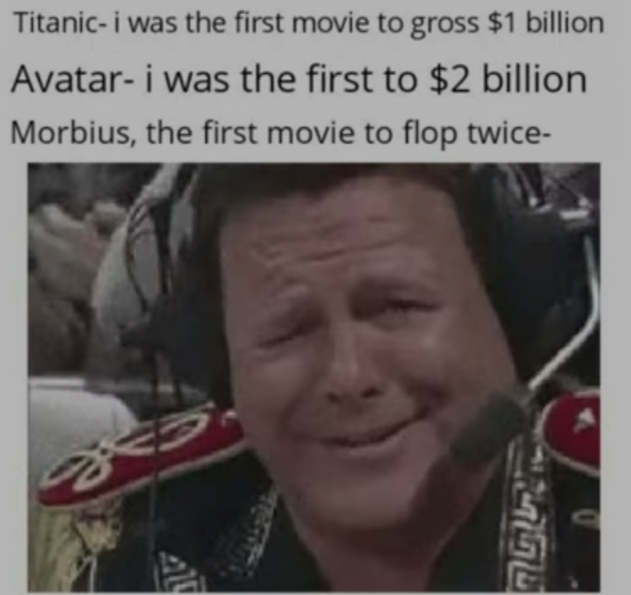 Titanic- i was the first movie to gross $1 billion
Avatar- i was the first to $2 billion
Morbius, the first movie to flop twice-